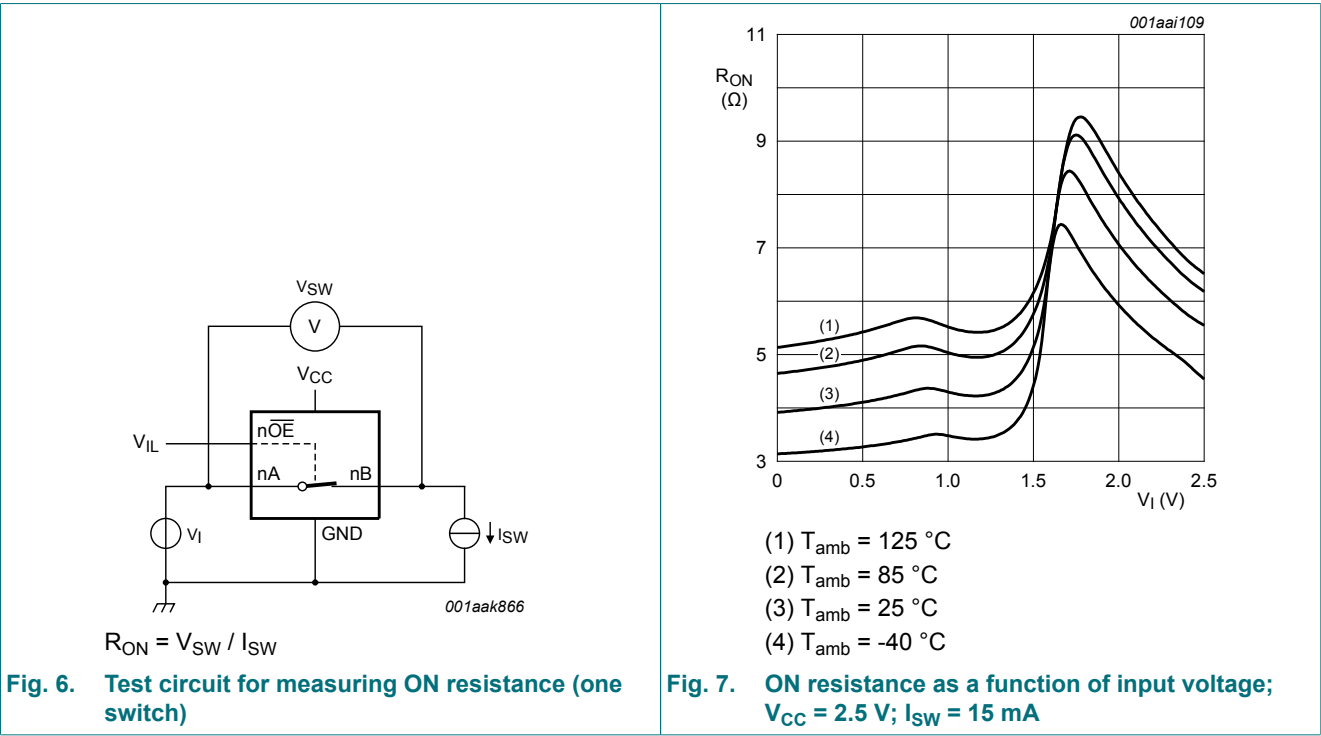 VSW
V
VCC
nOE
VIL
nA
nB
VI
GND
ISW
001aak866
RON = VSW / ISW
Fig. 6. Test circuit for measuring ON resistance (one
switch)
001aai109
11
RON
(Ω)
9
7
5
3
(1)
(2)
(3)
(4)
0 0.5 1.0 1.5 2.0 2.5
VI (V)
(1) Tamb = 125 °C
(2) Tamb = 85 °C
(3) Tamb = 25 °C
(4) Tamb = -40 °C
Fig. 7. ON resistance as a function of input voltage;
VCC = 2.5 V; ISW = 15 mA